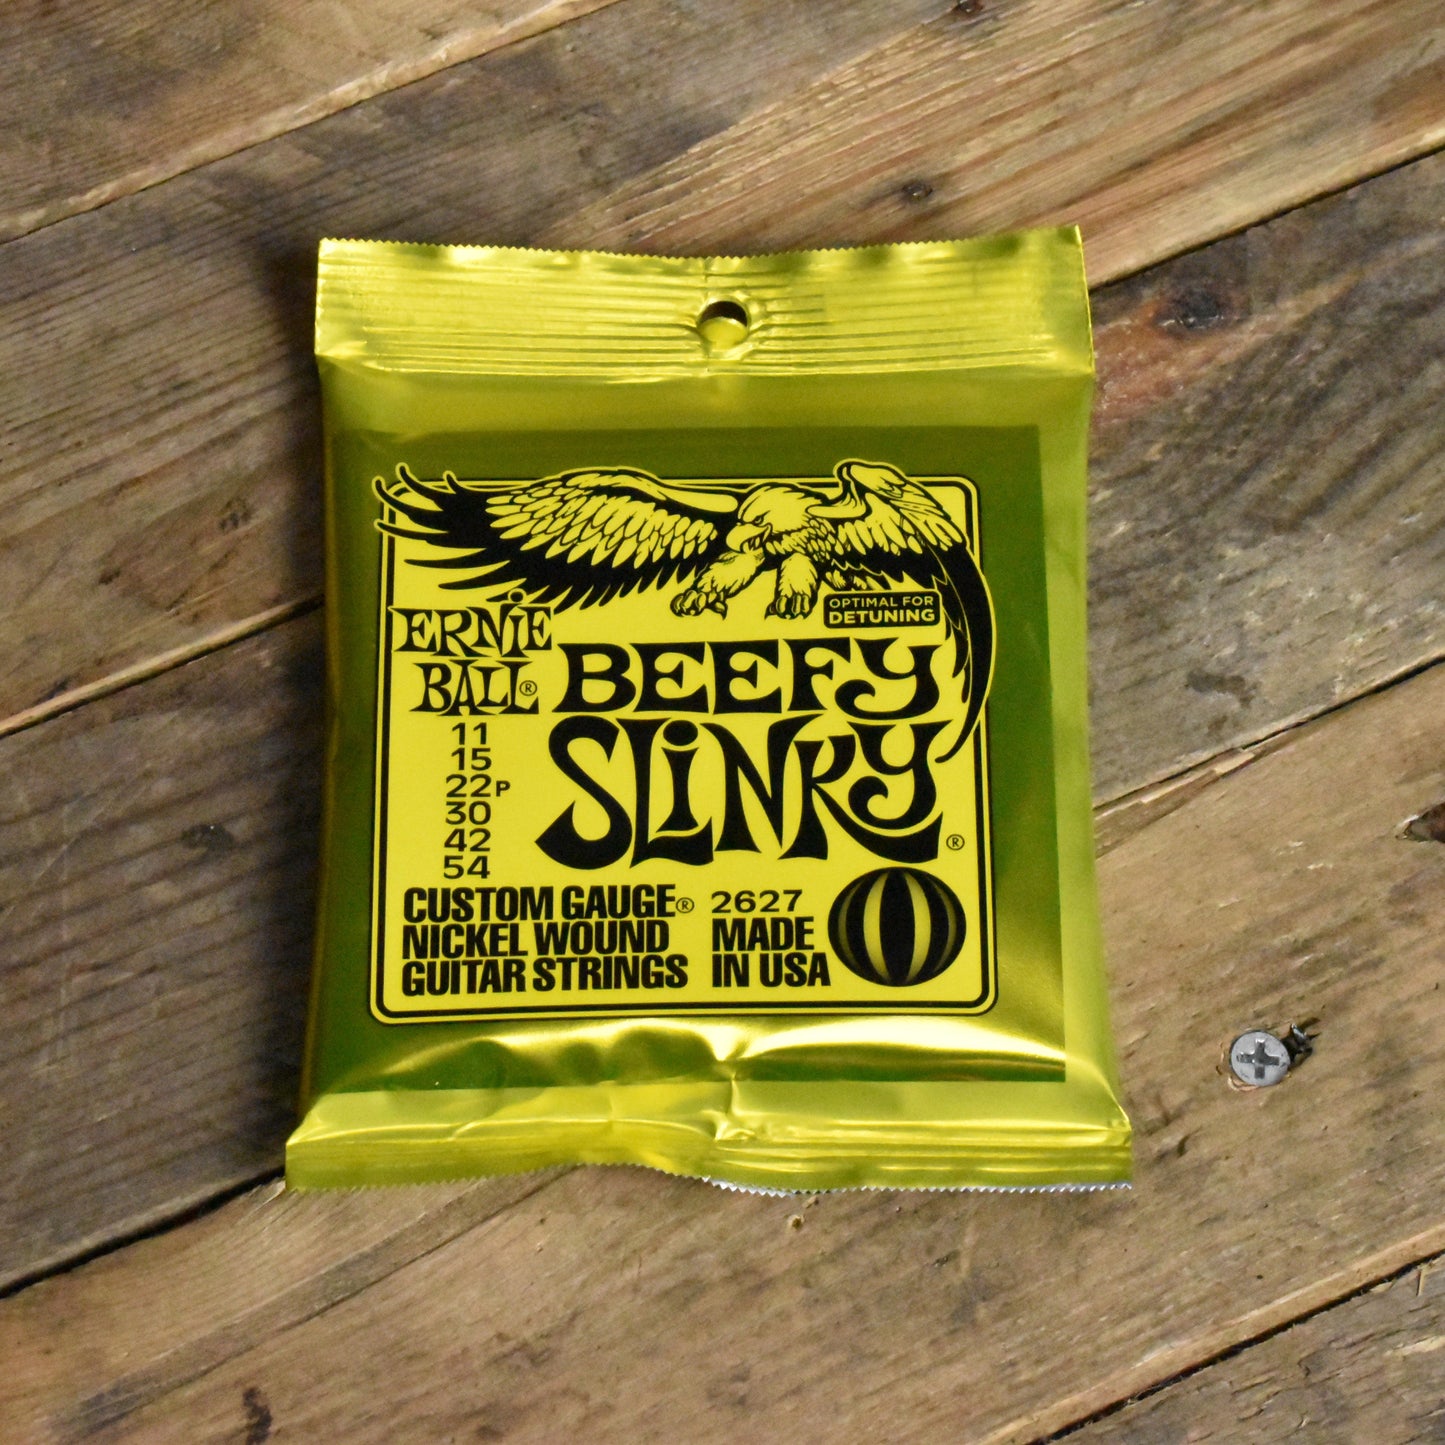 OPTIMAL FOR
DETUNING
ERNiE
BALL®
BEEFY
SLiNKY®
11
15
22P
30
42
54
CUSTOM GAUGE®
NICKEL WOUND
GUITAR STRINGS
2627
MADE
IN USA